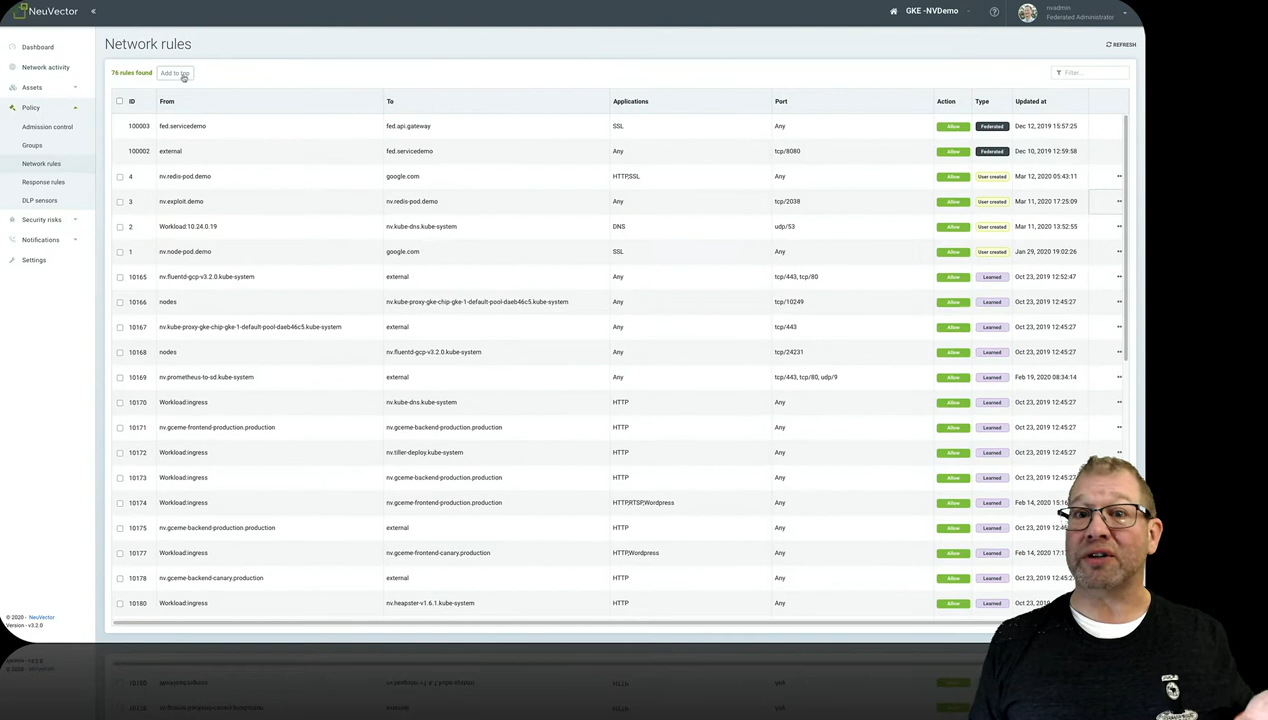 NeuVector «
GKE -NVDemo
nvadmin
Federated Administrator
Dashboard
Network activity
Assets
Policy
Admission control
Groups
Network rules
Response rules
DLP sensors
Security risks
Notifications
Settings
© 2020 - NeuVector
Version - v3.2.0
Network rules
REFRESH
76 rules found Add to top
Filter...
ID From To Applications Port Action Type Updated at
100003 fed.servicedemo fed.api.gateway SSL Any Allow Federated Dec 12, 2019 15:57:25
100002 external fed.servicedemo Any tcp/8080 Allow Federated Dec 10, 2019 12:59:58
4 nv.redis-pod.demo google.com HTTP,SSL Any Allow User created Mar 12, 2020 05:43:11
3 nv.exploit.demo nv.redis-pod.demo Any tcp/2038 Allow User created Mar 11, 2020 17:25:09
2 Workload:10.24.0.19 nv.kube-dns.kube-system DNS udp/53 Allow User created Mar 11, 2020 13:52:55
1 nv.node-pod.demo google.com SSL Any Allow User created Jan 29, 2020 19:02:26
10165 nv.fluentd-gcp-v3.2.0.kube-system external Any tcp/443, tcp/80 Allow Learned Oct 23, 2019 12:52:47
10166 nodes nv.kube-proxy-gke-chip-gke-1-default-pool-daeb46c5.kube-system Any tcp/10249 Allow Learned Oct 23, 2019 12:45:27
10167 nv.kube-proxy-gke-chip-gke-1-default-pool-daeb46c5.kube-system external Any tcp/443 Allow Learned Oct 23, 2019 12:45:27
10168 nodes nv.fluentd-gcp-v3.2.0.kube-system Any tcp/24231 Allow Learned Oct 23, 2019 12:45:27
10169 nv.prometheus-to-sd.kube-system external Any tcp/443, tcp/80, udp/9 Allow Learned Feb 19, 2020 08:34:14
10170 Workload:ingress nv.kube-dns.kube-system HTTP Any Allow Learned Oct 23, 2019 12:45:27
10171 nv.gceme-frontend-production.production nv.gceme-backend-production.production HTTP Any Allow Learned Oct 23, 2019 12:45:27
10172 Workload:ingress nv.tiller-deploy.kube-system HTTP Any Allow Learned Oct 23, 2019 12:45:27
10173 Workload:ingress nv.gceme-backend-production.production HTTP Any Allow Learned Oct 23, 2019 12:45:2
10174 Workload:ingress nv.gceme-frontend-production.production HTTP,RTSP,Wordpress Any Allow Learned Feb 14, 2020 15:16
10175 nv.gceme-backend-production.production external HTTP Any Allow Learned Oct 23, 2019 12:4
10177 Workload:ingress nv.gceme-frontend-canary.production HTTP,Wordpress Any Allow Learned Feb 14, 2020 17:1
10178 nv.gceme-backend-canary.production external HTTP Any Allow Learned Oct 23, 2019 12:45:2
10180 Workload:ingress nv.heapster-v1.6.1.kube-system HTTP Any Allow Learned Oct 23, 2019